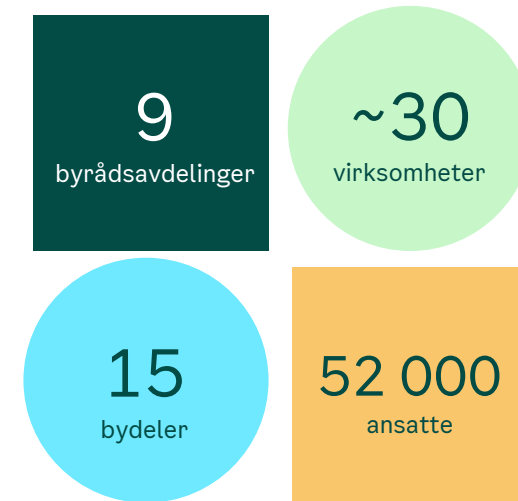 9
byrådsavdelinger
~30
virksomheter
15
bydeler
52 000
ansatte